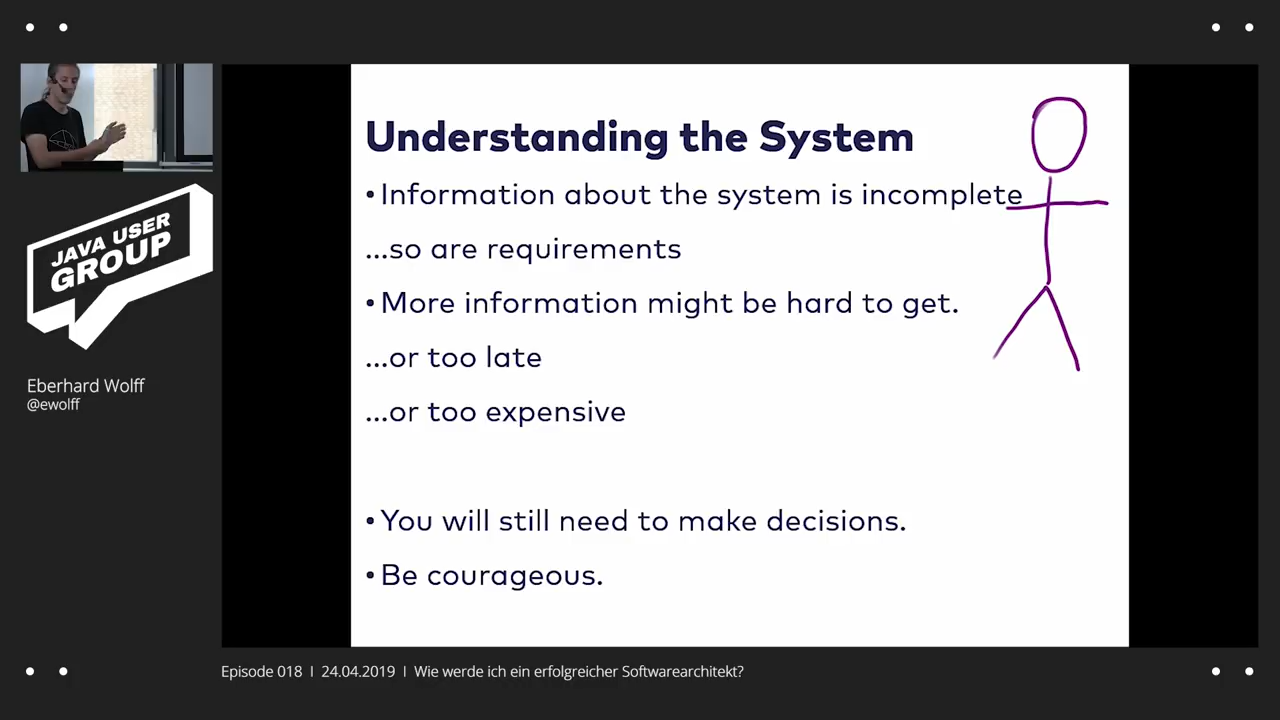 Understanding the System
•Information about the system is incomplete
...so are requirements
•More information might be hard to get.
...or too late
...or too expensive
•You will still need to make decisions.
•Be courageous.
JAVA USER
GROUP
Eberhard Wolff
@ewolff
Episode 018 | 24.04.2019 | Wie werde ich ein erfolgreicher Softwarearchitekt?